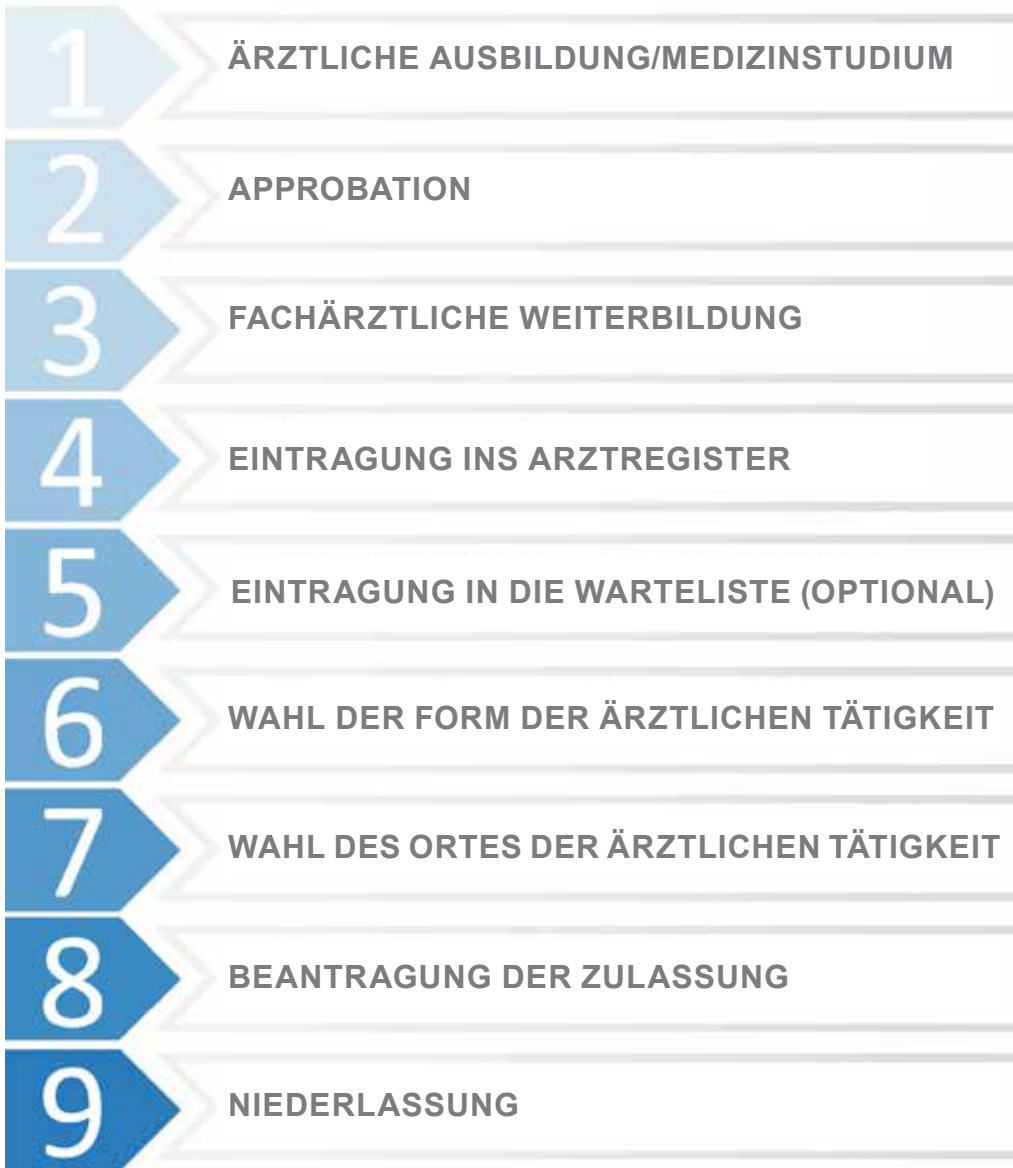 1 ÄRZTLICHE AUSBILDUNG/MEDIZINSTUDIUM
2 APPROBATION
3 FACHÄRZTLICHE WEITERBILDUNG
4 EINTRAGUNG INS ARZTREGISTER
5 EINTRAGUNG IN DIE WARTELISTE (OPTIONAL)
6 WAHL DER FORM DER ÄRZTLICHEN TÄTIGKEIT
7 WAHL DES ORTES DER ÄRZTLICHEN TÄTIGKEIT
8 BEANTRAGUNG DER ZULASSUNG
9 NIEDERLASSUNG